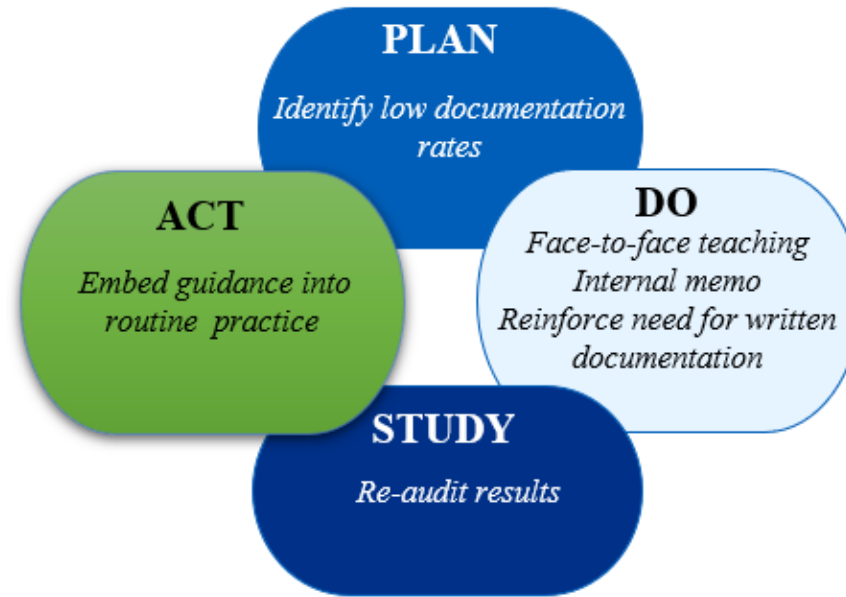 PLAN
Identify low documentation
rates
ACT
Embed guidance into
routine practice
DO
Face-to-face teaching
Internal memo
Reinforce need for written
documentation
STUDY
Re-audit results